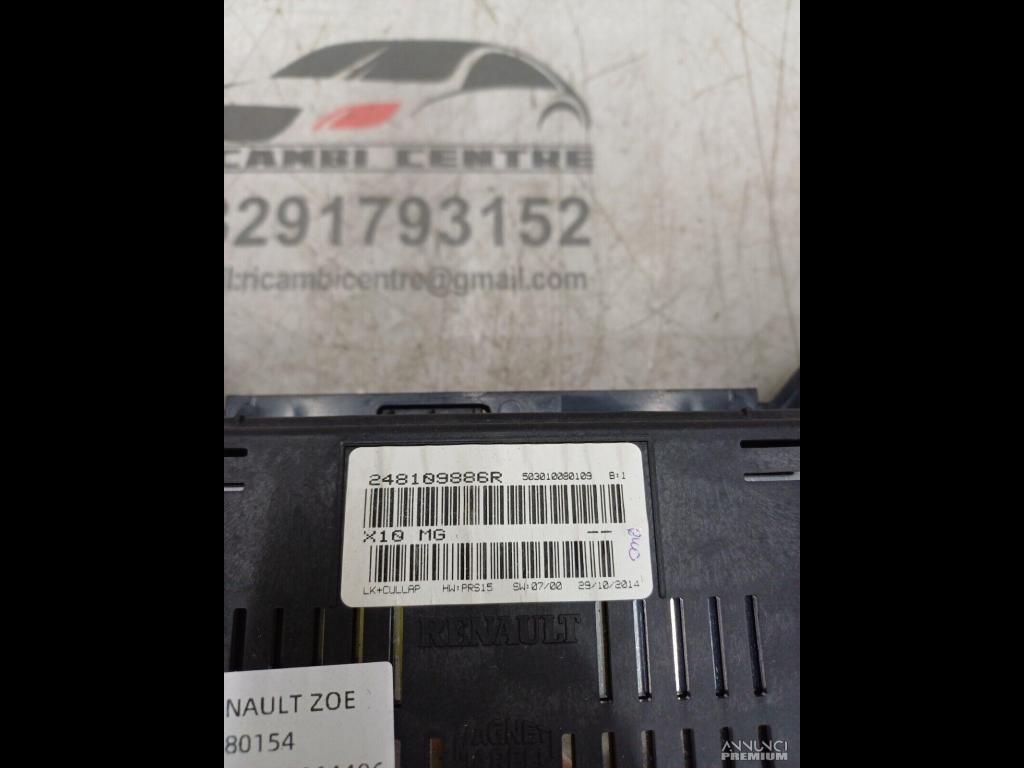 CAMBI CENTRE
3291793152
l:ricambicentre@gmail.com
248109886R 503010080109 B:1
X10 MG --
LK+CULLAP HW:PRS15 SW:07/00 29/10/2014
RENAULT
NAULT ZOE
80154
ANNUNCI
PREMIUM